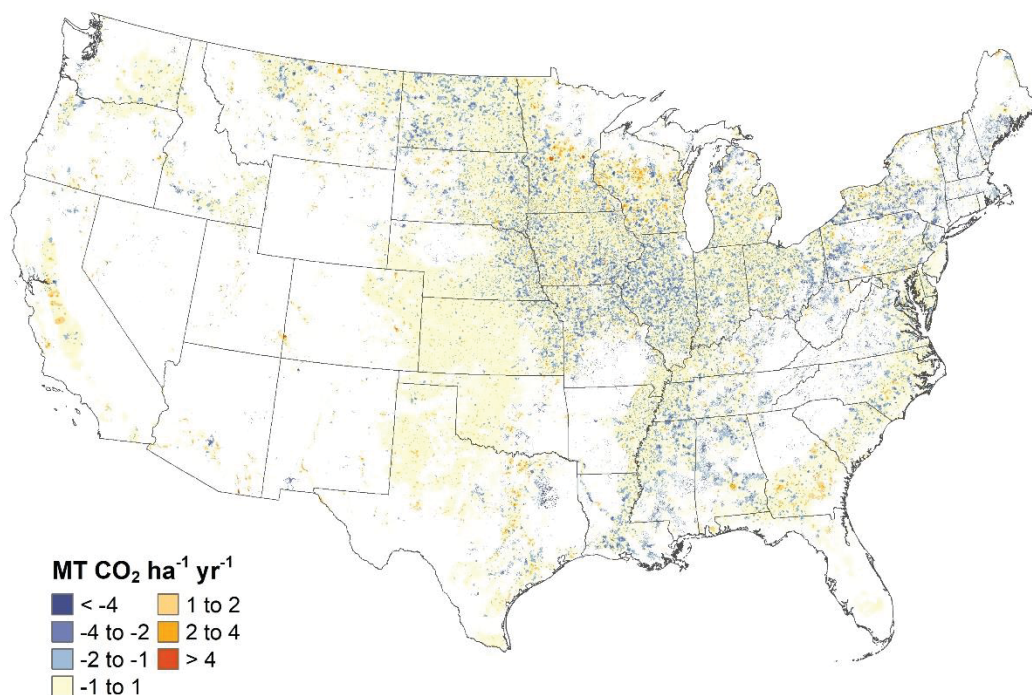 MT CO₂ ha⁻¹ yr⁻¹
< -4 1 to 2
-4 to -2 2 to 4
-2 to -1 > 4
-1 to 1